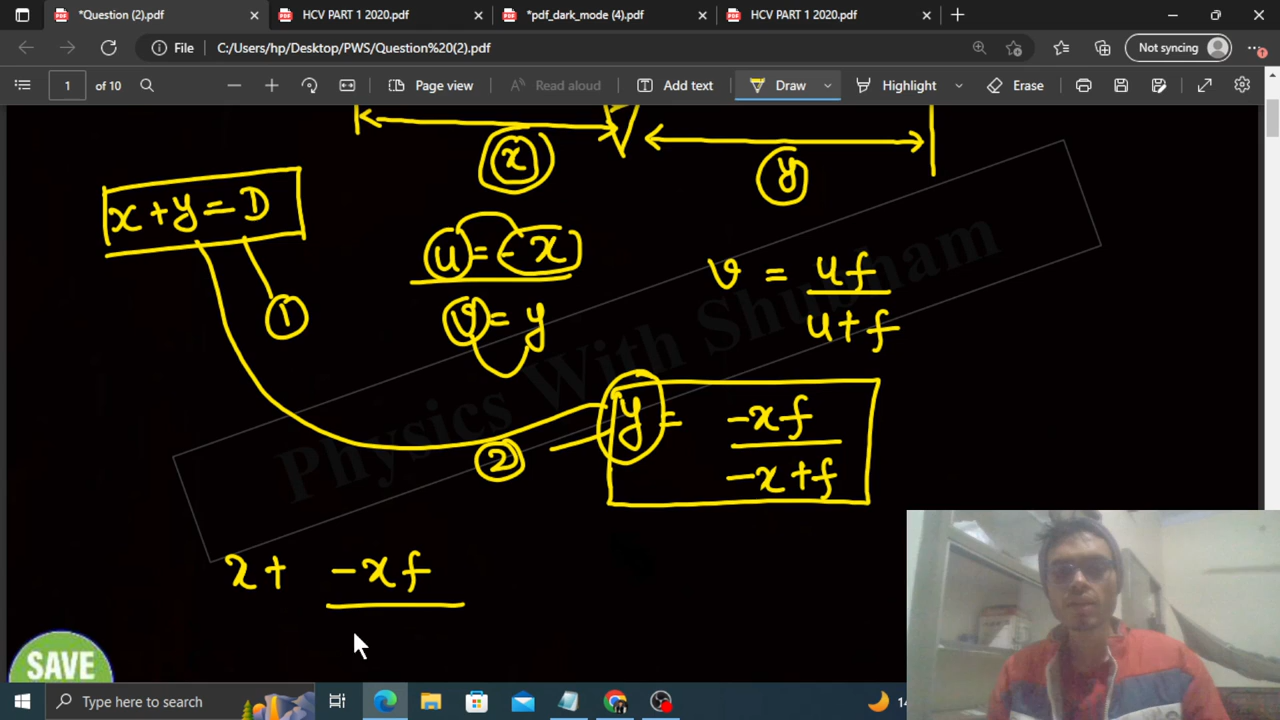 *Question (2).pdf
HCV PART 1 2020.pdf
*pdf_dark_mode (4).pdf
HCV PART 1 2020.pdf
File C:/Users/hp/Desktop/PWS/Question%20(2).pdf
Not syncing
1 of 10
Page view
Read aloud
Add text
Draw
Highlight
Erase
x
y
x+y=D
①
u=-x
v=y
v = uf/u+f
Physics With Shubham
②
y= -xf/-x+f
x+ -xf
SAVE
Type here to search
14